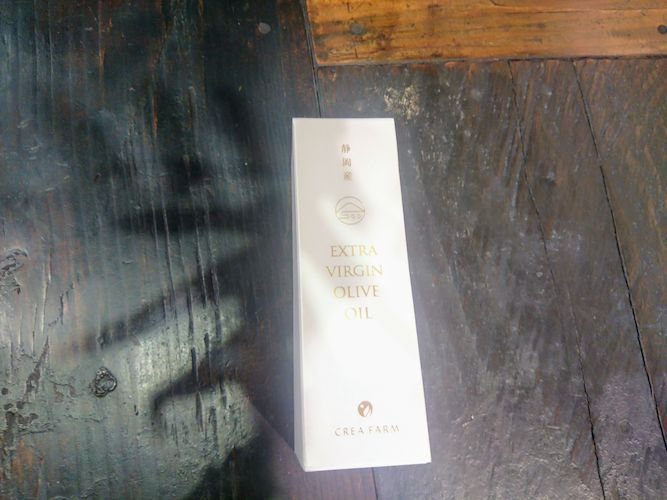 静岡産
EXTRA
VIRGIN
OLIVE
OIL
CREA FARM